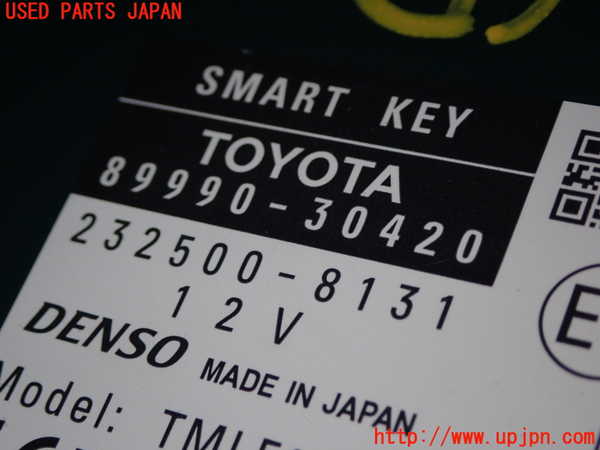 USED PARTS JAPAN
SMART KEY
TOYOTA
89990-30420
232500-8131
12V
DENSO MADE IN JAPAN
Model:
http://www.upjpn.com/